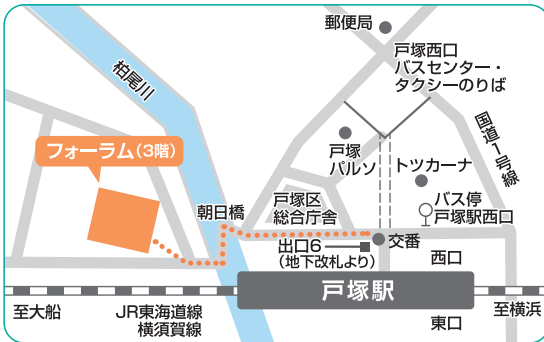 郵便局
戸塚西口
バスセンター・
タクシーのりば
柏尾川
国道1号線
フォーラム(3階)
戸塚
パルソ
トツカーナ
戸塚区
総合庁舎
バス停
戸塚駅西口
朝日橋
出口6
(地下改札より)
交番
西口
戸塚駅
至大船
JR東海道線
横須賀線
東口
至横浜